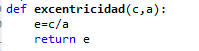 def excentricidad(c,a):
    e=c/a
    return e